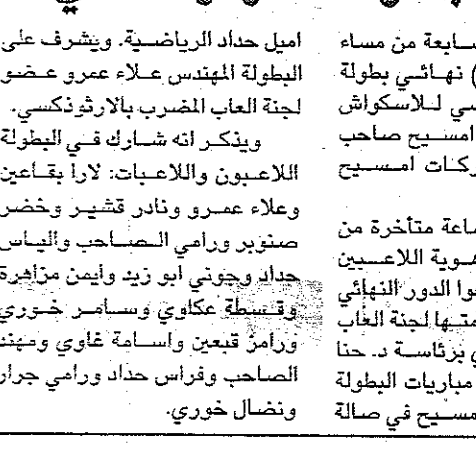 سابعة من مساء
) نهائي بطولة
سي للاسكواش
امسيح صاحب
ركات امسيح
ماعة متأخرة من
هوية اللاعبين
وا الدور النهائي
متها لجنة العاب
ي برئاسة د. حنا
مباريات البطولة
مسيح في صالة
اميل حداد الرياضية. ويشرف على
البطولة المهندس علاء عمرو عضو
لجنة العاب المضرب بالارثوذكسي.
ويذكر انه شارك في البطولة
اللاعبون واللاعبات: لارا بقاعين
وعلاء عمرو ونادر قشير وخضر
صنوبر ورامي الصاحب والياس
حداد وجوني ابو زيد وايمن مزاهرة
وقسطة عكاوي وسامر خوري
ورامز قبعين واسامة غاوي ومهند
الصاحب وفراس حداد ورامي جرار
ونضال خوري.